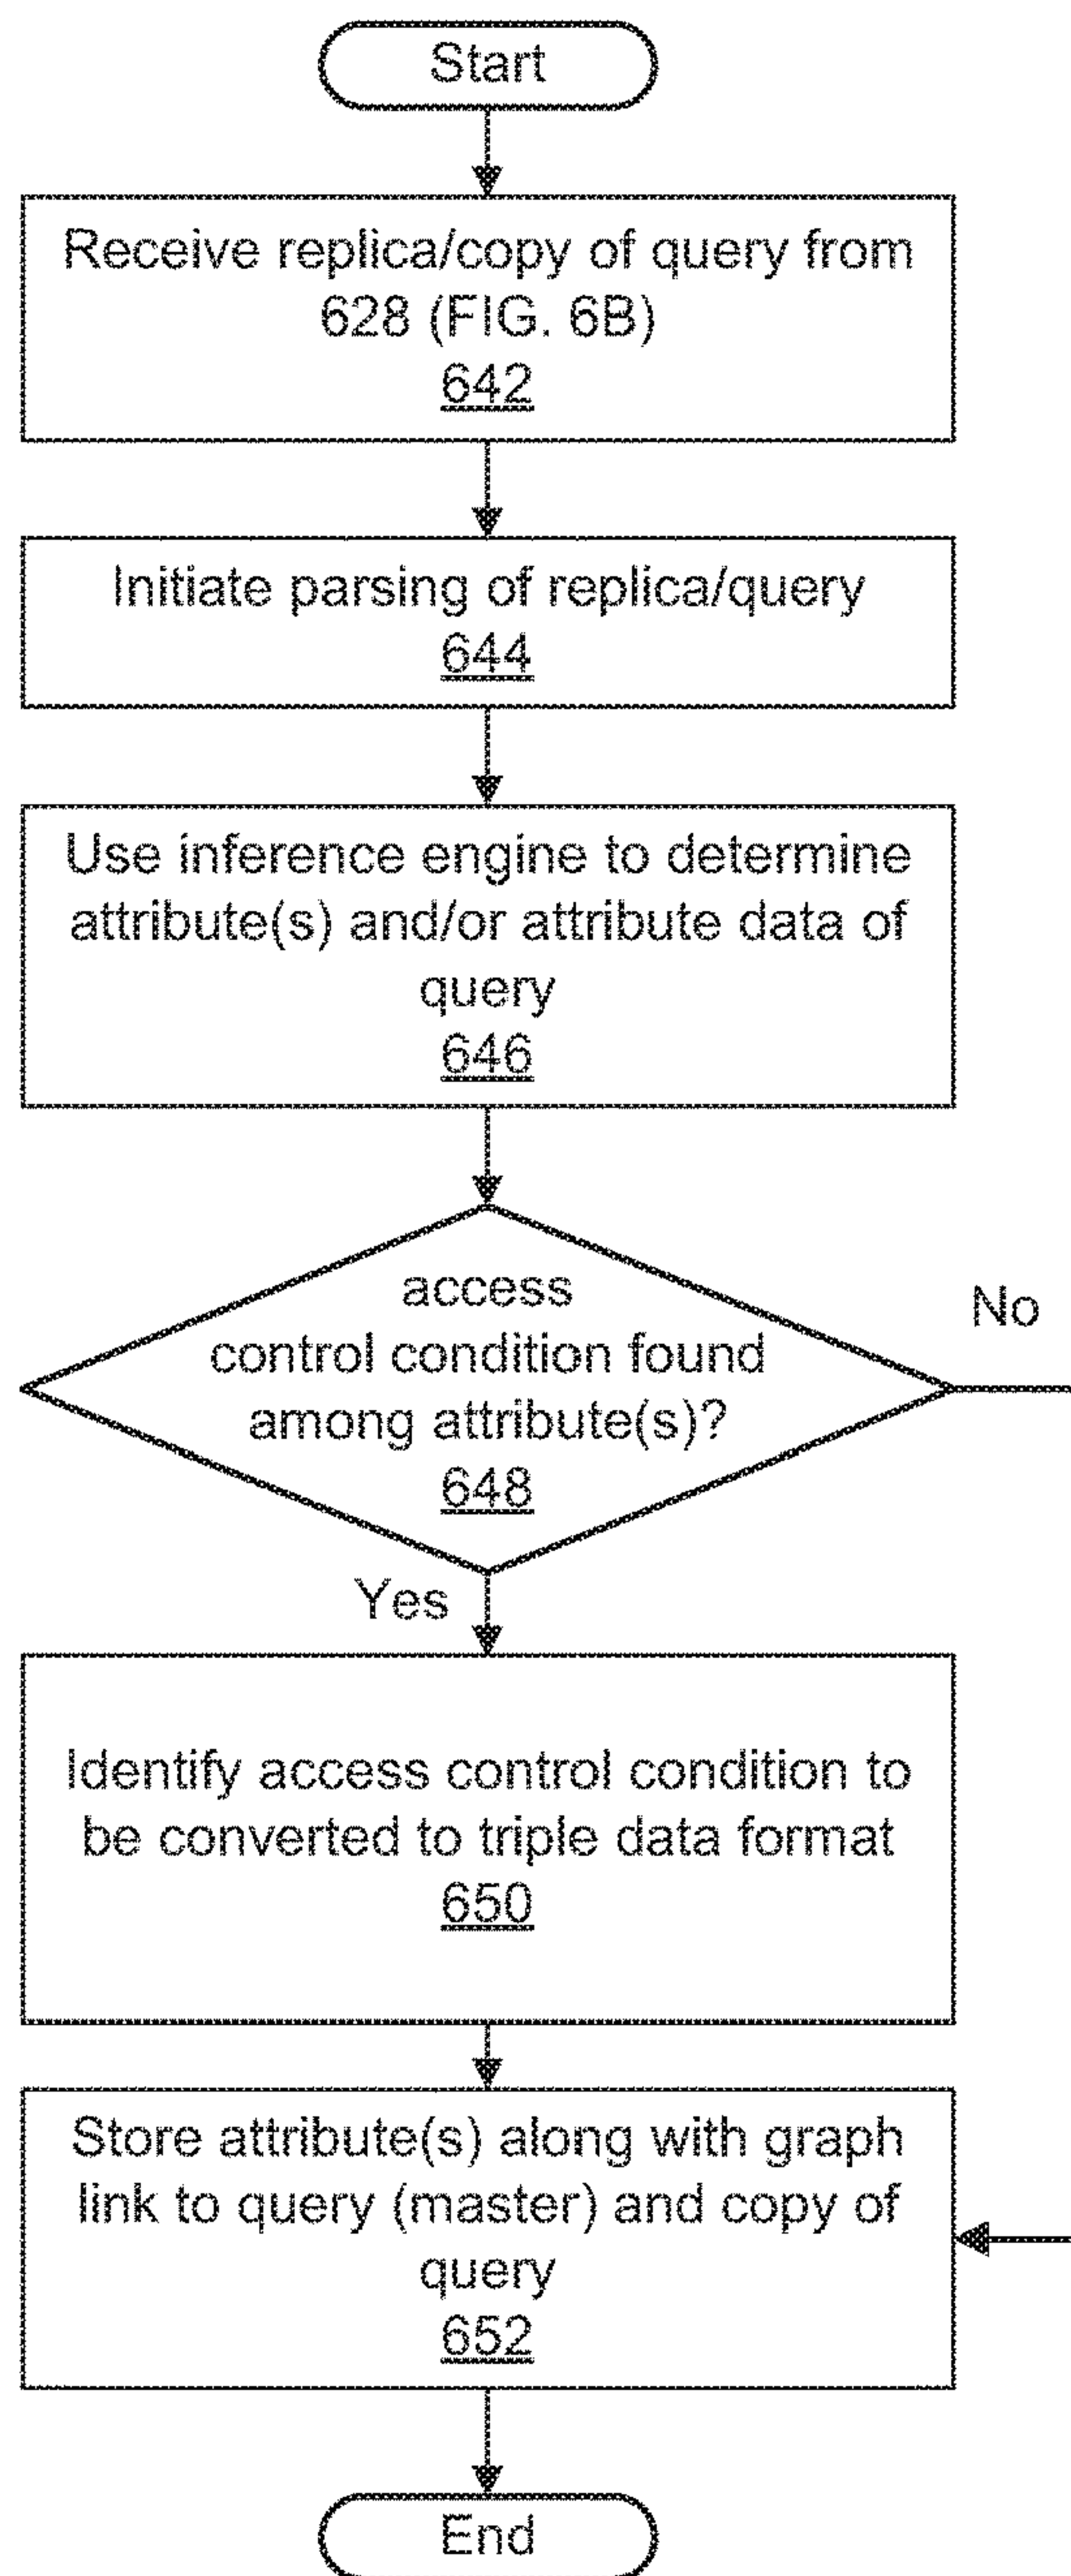 Start
Receive replica/copy of query from
628 (FIG. 6B)
642
Initiate parsing of replica/query
644
Use inference engine to determine
attribute(s) and/or attribute data of
query
646
access
control condition found
among attribute(s)?
648
No
Yes
Identify access control condition to
be converted to triple data format
650
Store attribute(s) along with graph
link to query (master) and copy of
query
652
End